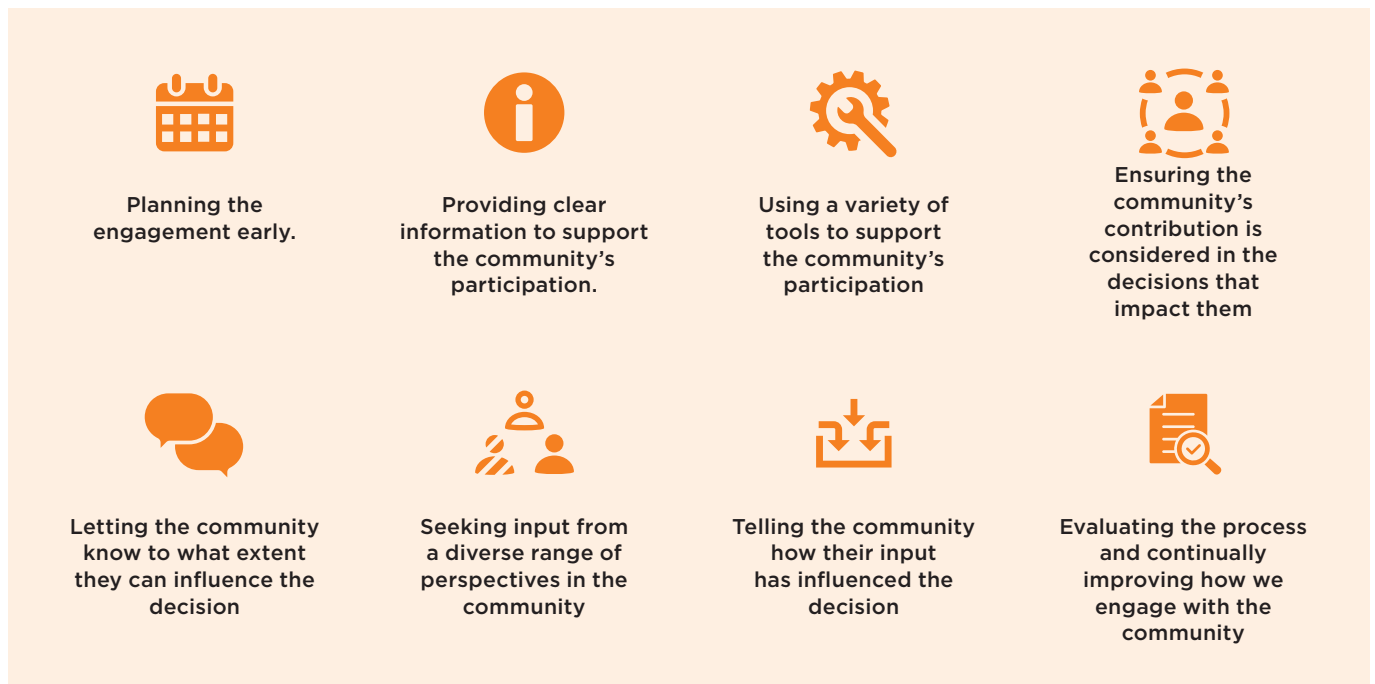 Planning the
engagement early.
Providing clear
information to support
the community’s
participation.
Using a variety of
tools to support
the community’s
participation
Ensuring the
community’s
contribution is
considered in the
decisions that
impact them
Letting the community
know to what extent
they can influence the
decision
Seeking input from
a diverse range of
perspectives in the
community
Telling the community
how their input
has influenced the
decision
Evaluating the process
and continually
improving how we
engage with the
community